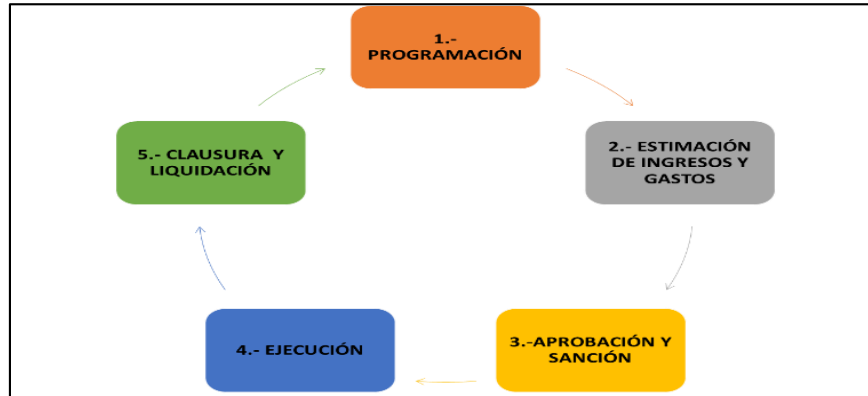 1.-
PROGRAMACIÓN
2.- ESTIMACIÓN
DE INGRESOS Y
GASTOS
3.-APROBACIÓN Y
SANCIÓN
4.- EJECUCIÓN
5.- CLAUSURA Y
LIQUIDACIÓN